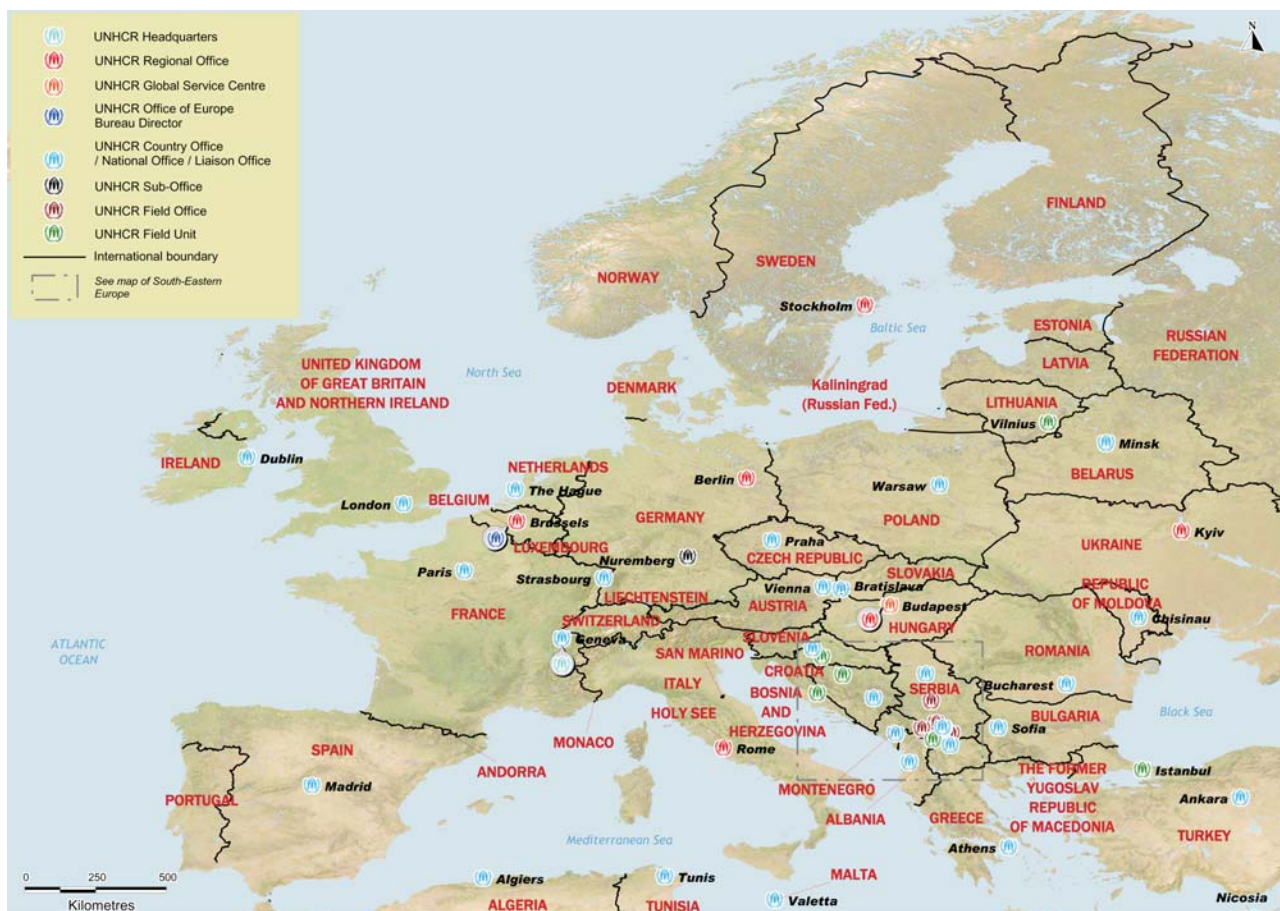 UNHCR Headquarters
UNHCR Regional Office
UNHCR Global Service Centre
UNHCR Office of Europe
Bureau Director
UNHCR Country Office
/ National Office / Liaison Office
UNHCR Sub-Office
UNHCR Field Office
UNHCR Field Unit
International boundary
See map of South-Eastern
Europe
N
FINLAND
SWEDEN
NORWAY
Stockholm
Baltic Sea
ESTONIA
RUSSIAN
FEDERATION
LATVIA
UNITED KINGDOM
OF GREAT BRITAIN
AND NORTHERN IRELAND
North Sea
DENMARK
Kaliningrad
(Russian Fed.)
LITHUANIA
Vilnius
Minsk
BELARUS
IRELAND
Dublin
NETHERLANDS
The Hague
London
BELGIUM
Brussels
Berlin
Warsaw
GERMANY
POLAND
LUXEMBOURG
Nuremberg
Praha
CZECH REPUBLIC
UKRAINE
Kyiv
Paris
Strasbourg
SLOVAKIA
Vienna
Bratislava
REPUBLIC
OF MOLDOVA
Chisinau
LIECHTENSTEIN
AUSTRIA
Budapest
HUNGARY
FRANCE
SWITZERLAND
Geneva
SLOVENIA
ATLANTIC
OCEAN
SAN MARINO
ROMANIA
CROATIA
ITALY
SERBIA
Bucharest
BOSNIA
AND
HERZEGOVINA
HOLY SEE
BULGARIA
Black Sea
Sofia
MONACO
Rome
SPAIN
ANDORRA
Madrid
PORTUGAL
MONTENEGRO
THE FORMER
YUGOSLAV
REPUBLIC
OF MACEDONIA
Istanbul
Ankara
ALBANIA
GREECE
TURKEY
Mediterranean Sea
Athens
Algiers
Tunis
MALTA
Valetta
ALGERIA
TUNISIA
Nicosia
0 250 500
Kilometres